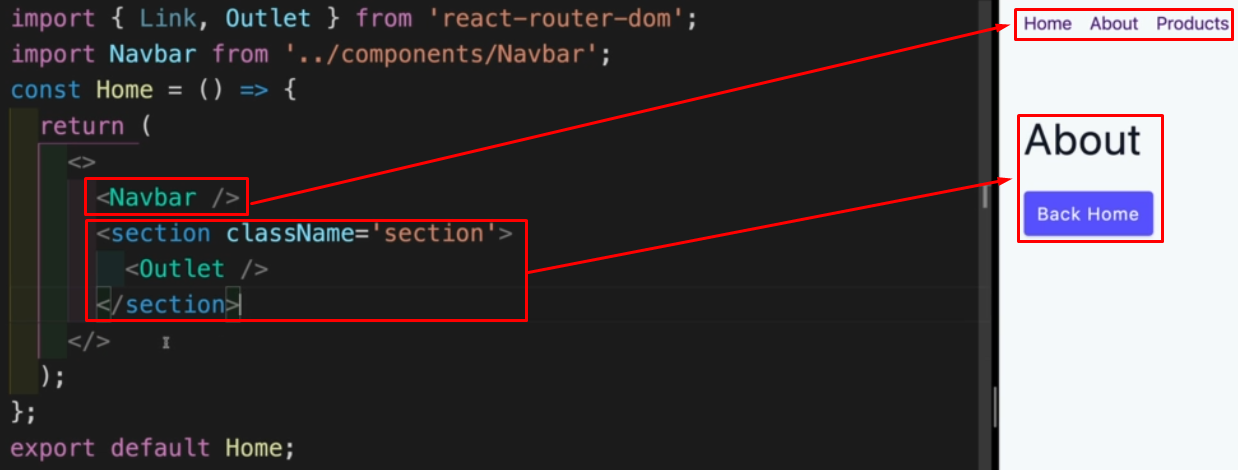 import { Link, Outlet } from 'react-router-dom';
import Navbar from '../components/Navbar';
const Home = () => {
return (
<>
<Navbar />
<section className='section'>
<Outlet />
</section>
</>
);
};
export default Home;
Home About Products
About
Back Home